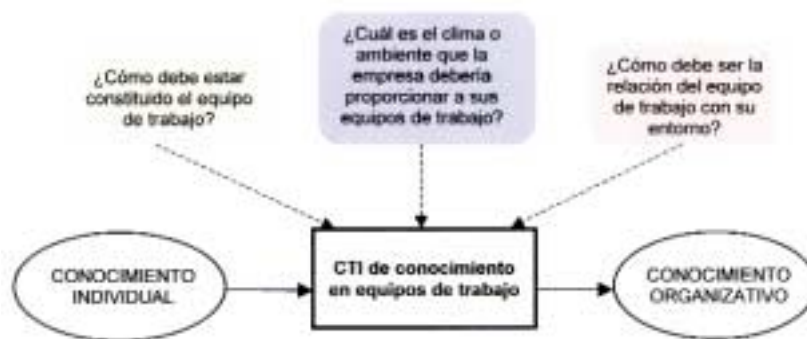 ¿Cómo debe estar
constituido el equipo
de trabajo?
¿Cuál es el clima o
ambiente que la
empresa debería
proporcionar a sus
equipos de trabajo?
¿Cómo debe ser la
relación del equipo
de trabajo con su
entorno?
CONOCIMIENTO
INDIVIDUAL
CTI de conocimiento
en equipos de trabajo
CONOCIMIENTO
ORGANIZATIVO